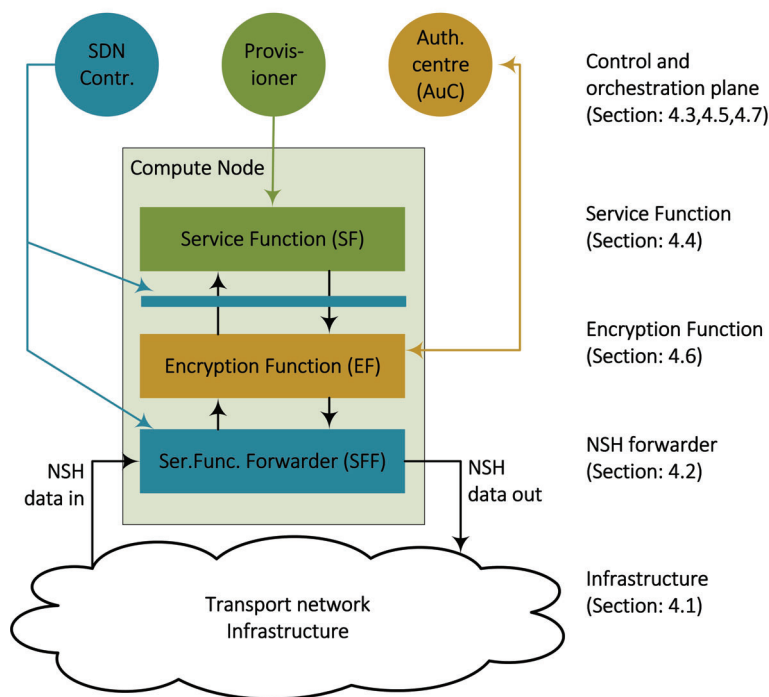 SDN
Contr.
Provis-
ioner
Auth.
centre
(AuC)
Control and
orchestration plane
(Section: 4.3,4.5,4.7)
Compute Node
Service Function (SF)
Service Function
(Section: 4.4)
Encryption Function (EF)
Encryption Function
(Section: 4.6)
Ser.Func. Forwarder (SFF)
NSH forwarder
(Section: 4.2)
NSH
data in
NSH
data out
Transport network
Infrastructure
Infrastructure
(Section: 4.1)